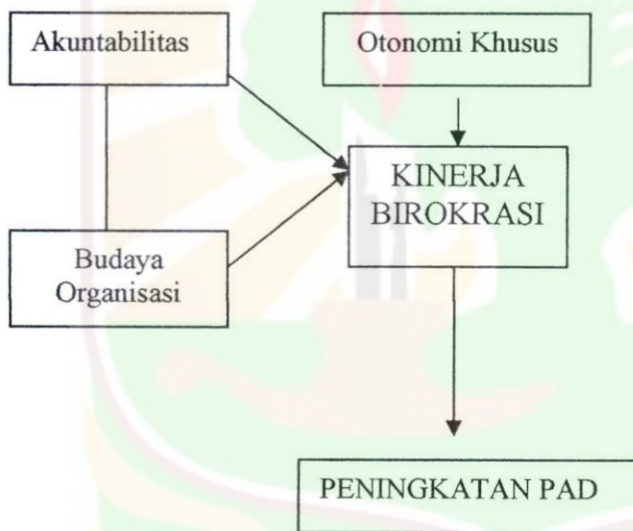 Akuntabilitas
Otonomi Khusus
KINERJA
BIROKRASI
Budaya
Organisasi
PENINGKATAN PAD